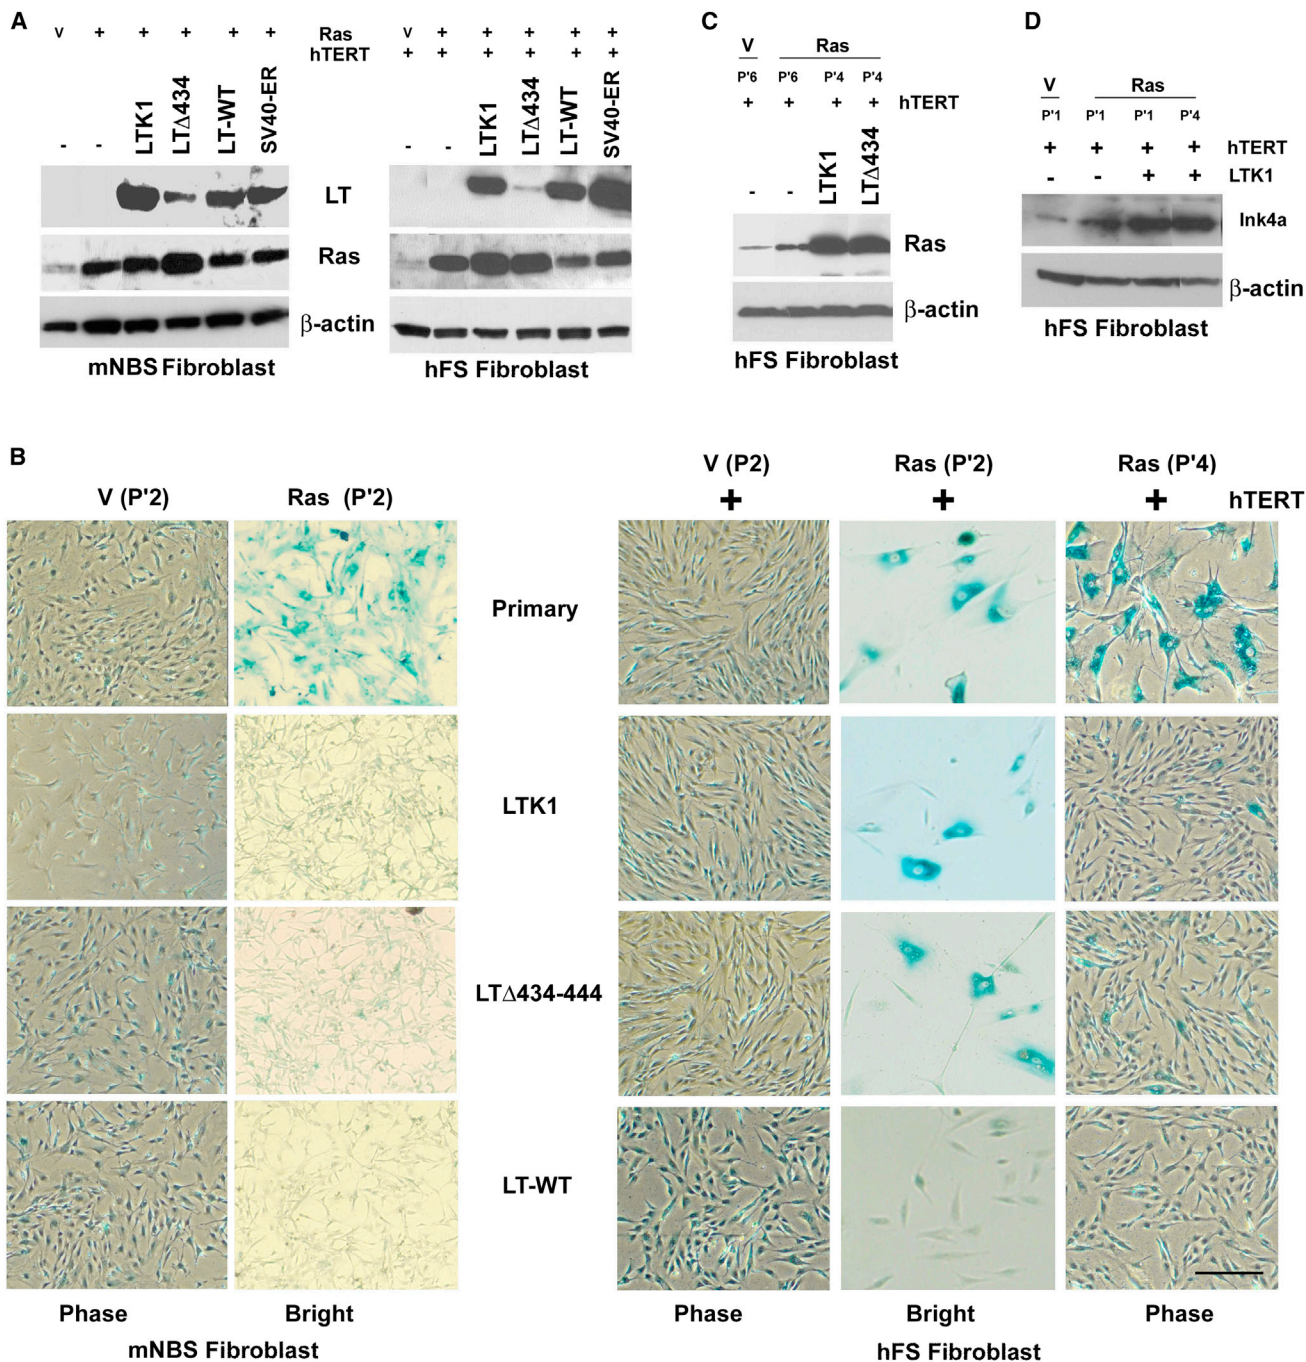 A
V + + + + + Ras V + + + + +
hTERT + + + + + +
- - LTK1 LTΔ434 LT-WT SV40-ER
- - LTK1 LTΔ434 LT-WT SV40-ER
LT
Ras
β-actin
mNBS Fibroblast
hFS Fibroblast
C
V Ras
P'6 P'6 P'4 P'4
+ + + + hTERT
- - LTK1 LTΔ434
Ras
β-actin
hFS Fibroblast
D
V Ras
P'1 P'1 P'1 P'4
+ + + + hTERT
- - + + LTK1
Ink4a
β-actin
hFS Fibroblast
B
V (P'2) Ras (P'2)
V (P2) Ras (P'2) Ras (P'4)
+ + + hTERT
Primary
LTK1
LTΔ434-444
LT-WT
Phase Bright
mNBS Fibroblast
Phase Bright Phase
hFS Fibroblast